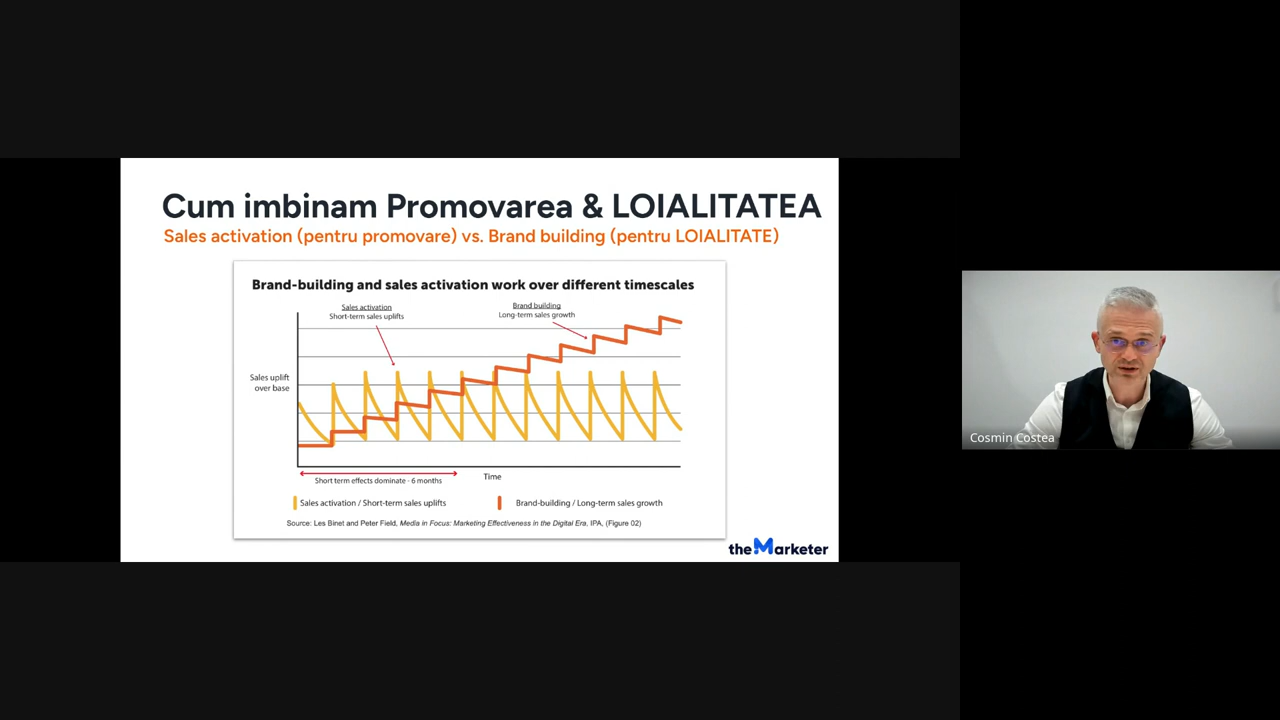 Cum imbinam Promovarea & LOIALITATEA
Sales activation (pentru promovare) vs. Brand building (pentru LOIALITATE)
Brand-building and sales activation work over different timescales
Sales activation
Short-term sales uplifts
Brand building
Long-term sales growth
Sales uplift
over base
Short term effects dominate - 6 months
Time
Sales activation / Short-term sales uplifts
Brand-building / Long-term sales growth
Source: Les Binet and Peter Field, Media in Focus: Marketing Effectiveness in the Digital Era, IPA, (Figure 02)
theMarketer
Cosmin Costea